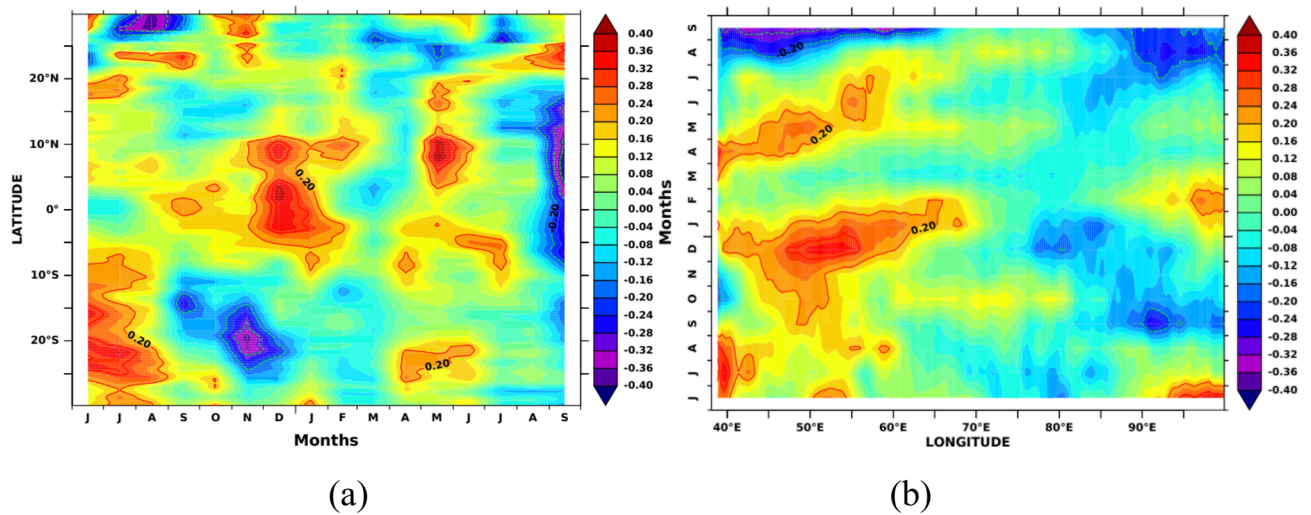 20°N
10°N
0°
10°S
20°S
LATITUDE
J J A S O N D J F M A M J J A S
Months
0.20
-0.20
0.20
0.20
0.40
0.36
0.32
0.28
0.24
0.20
0.16
0.12
0.08
0.04
0.00
-0.04
-0.08
-0.12
-0.16
-0.20
-0.24
-0.28
-0.32
-0.36
-0.40
(a)
Months
S
A
J
J
M
A
M
F
J
D
N
O
S
A
J
J
-0.20
0.20
0.20
40°E 50°E 60°E 70°E 80°E 90°E
LONGITUDE
0.40
0.36
0.32
0.28
0.24
0.20
0.16
0.12
0.08
0.04
0.00
-0.04
-0.08
-0.12
-0.16
-0.20
-0.24
-0.28
-0.32
-0.36
-0.40
(b)